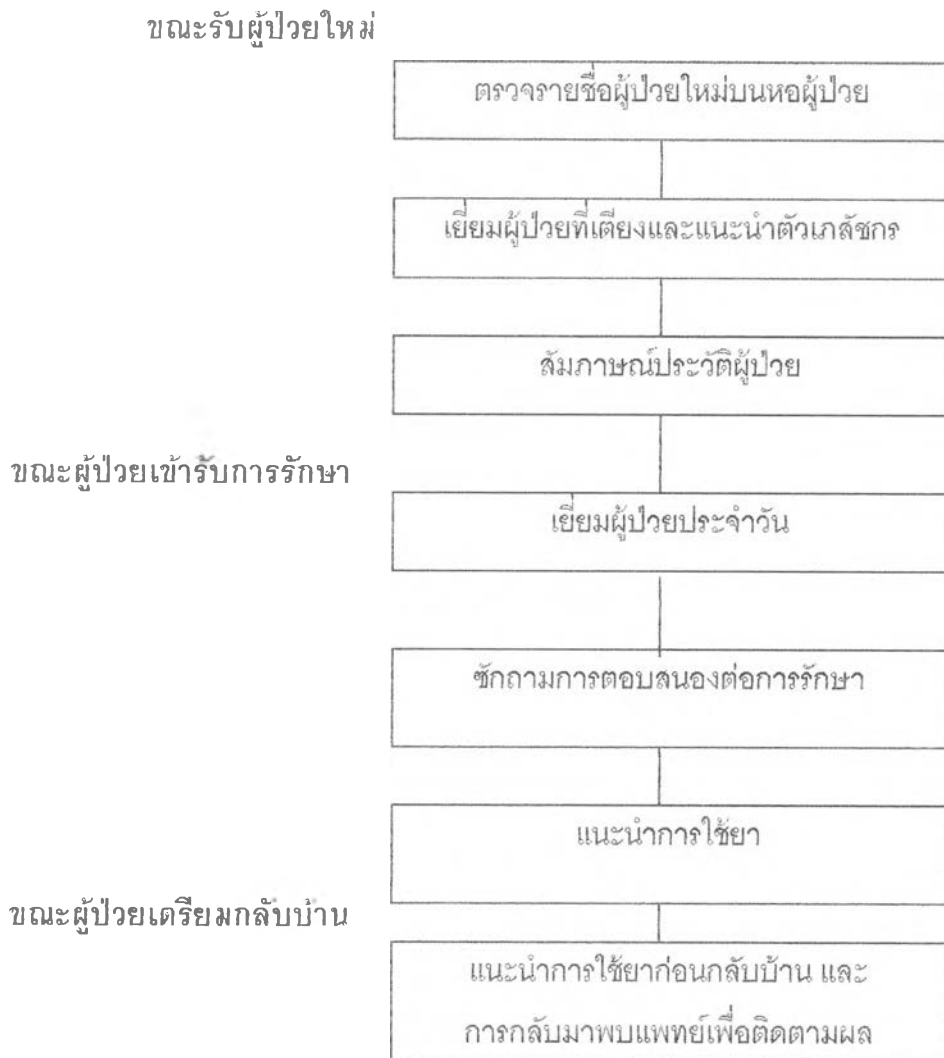 ขณะรับผู้ป่วยใหม่
ตรวจรายชื่อผู้ป่วยใหม่บนหอผู้ป่วย
เยี่ยมผู้ป่วยที่เตียงและแนะนำตัวเภสัชกร
สัมภาษณ์ประวัติผู้ป่วย
ขณะผู้ป่วยเข้ารับการรักษา
เยี่ยมผู้ป่วยประจำวัน
ซักถามการตอบสนองต่อการรักษา
แนะนำการใช้ยา
ขณะผู้ป่วยเตรียมกลับบ้าน
แนะนำการใช้ยาก่อนกลับบ้าน และ
การกลับมาพบแพทย์เพื่อติดตามผล